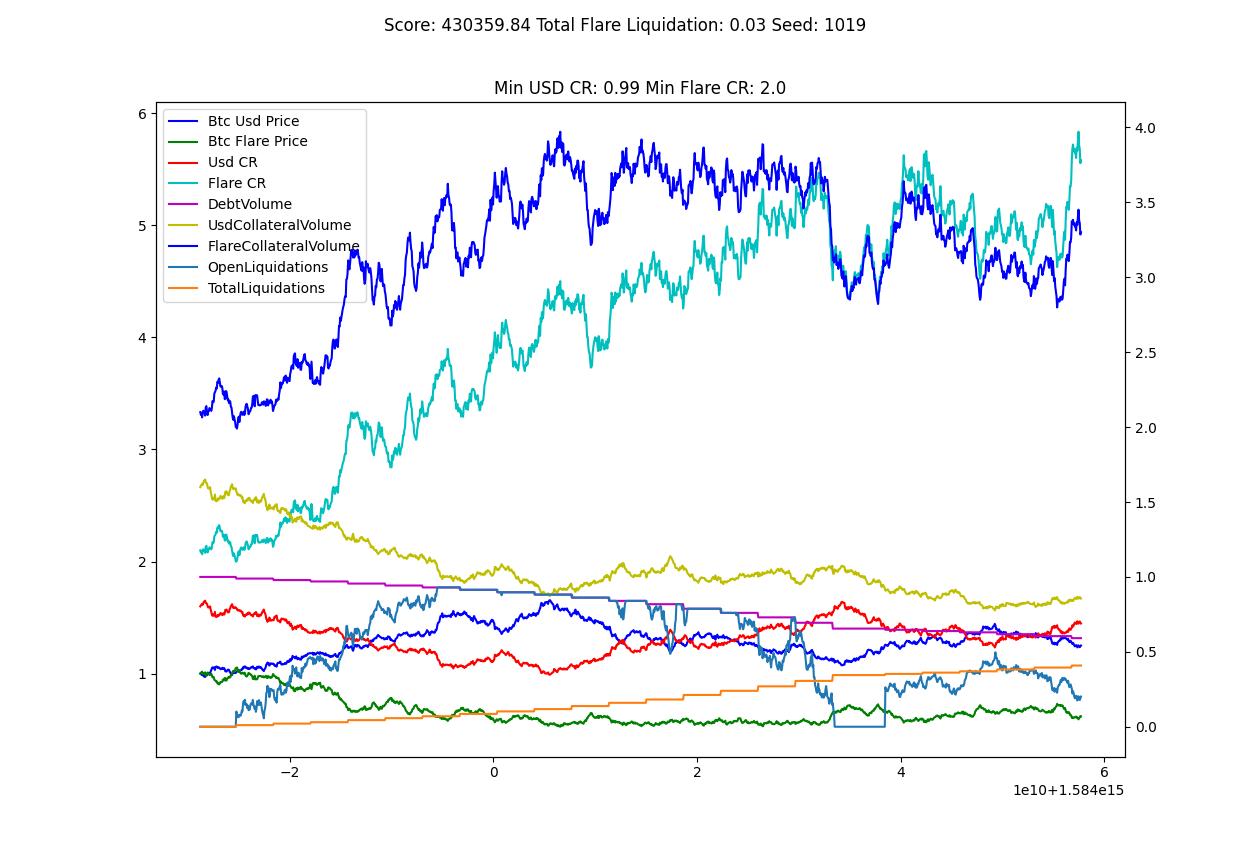 Score: 430359.84 Total Flare Liquidation: 0.03 Seed: 1019
Min USD CR: 0.99 Min Flare CR: 2.0
Btc Usd Price
Btc Flare Price
Usd CR
Flare CR
DebtVolume
UsdCollateralVolume
FlareCollateralVolume
OpenLiquidations
TotalLiquidations
6
5
4
3
2
1
4.0
3.5
3.0
2.5
2.0
1.5
1.0
0.5
0.0
−2 0 2 4 6
1e10+1.584e15